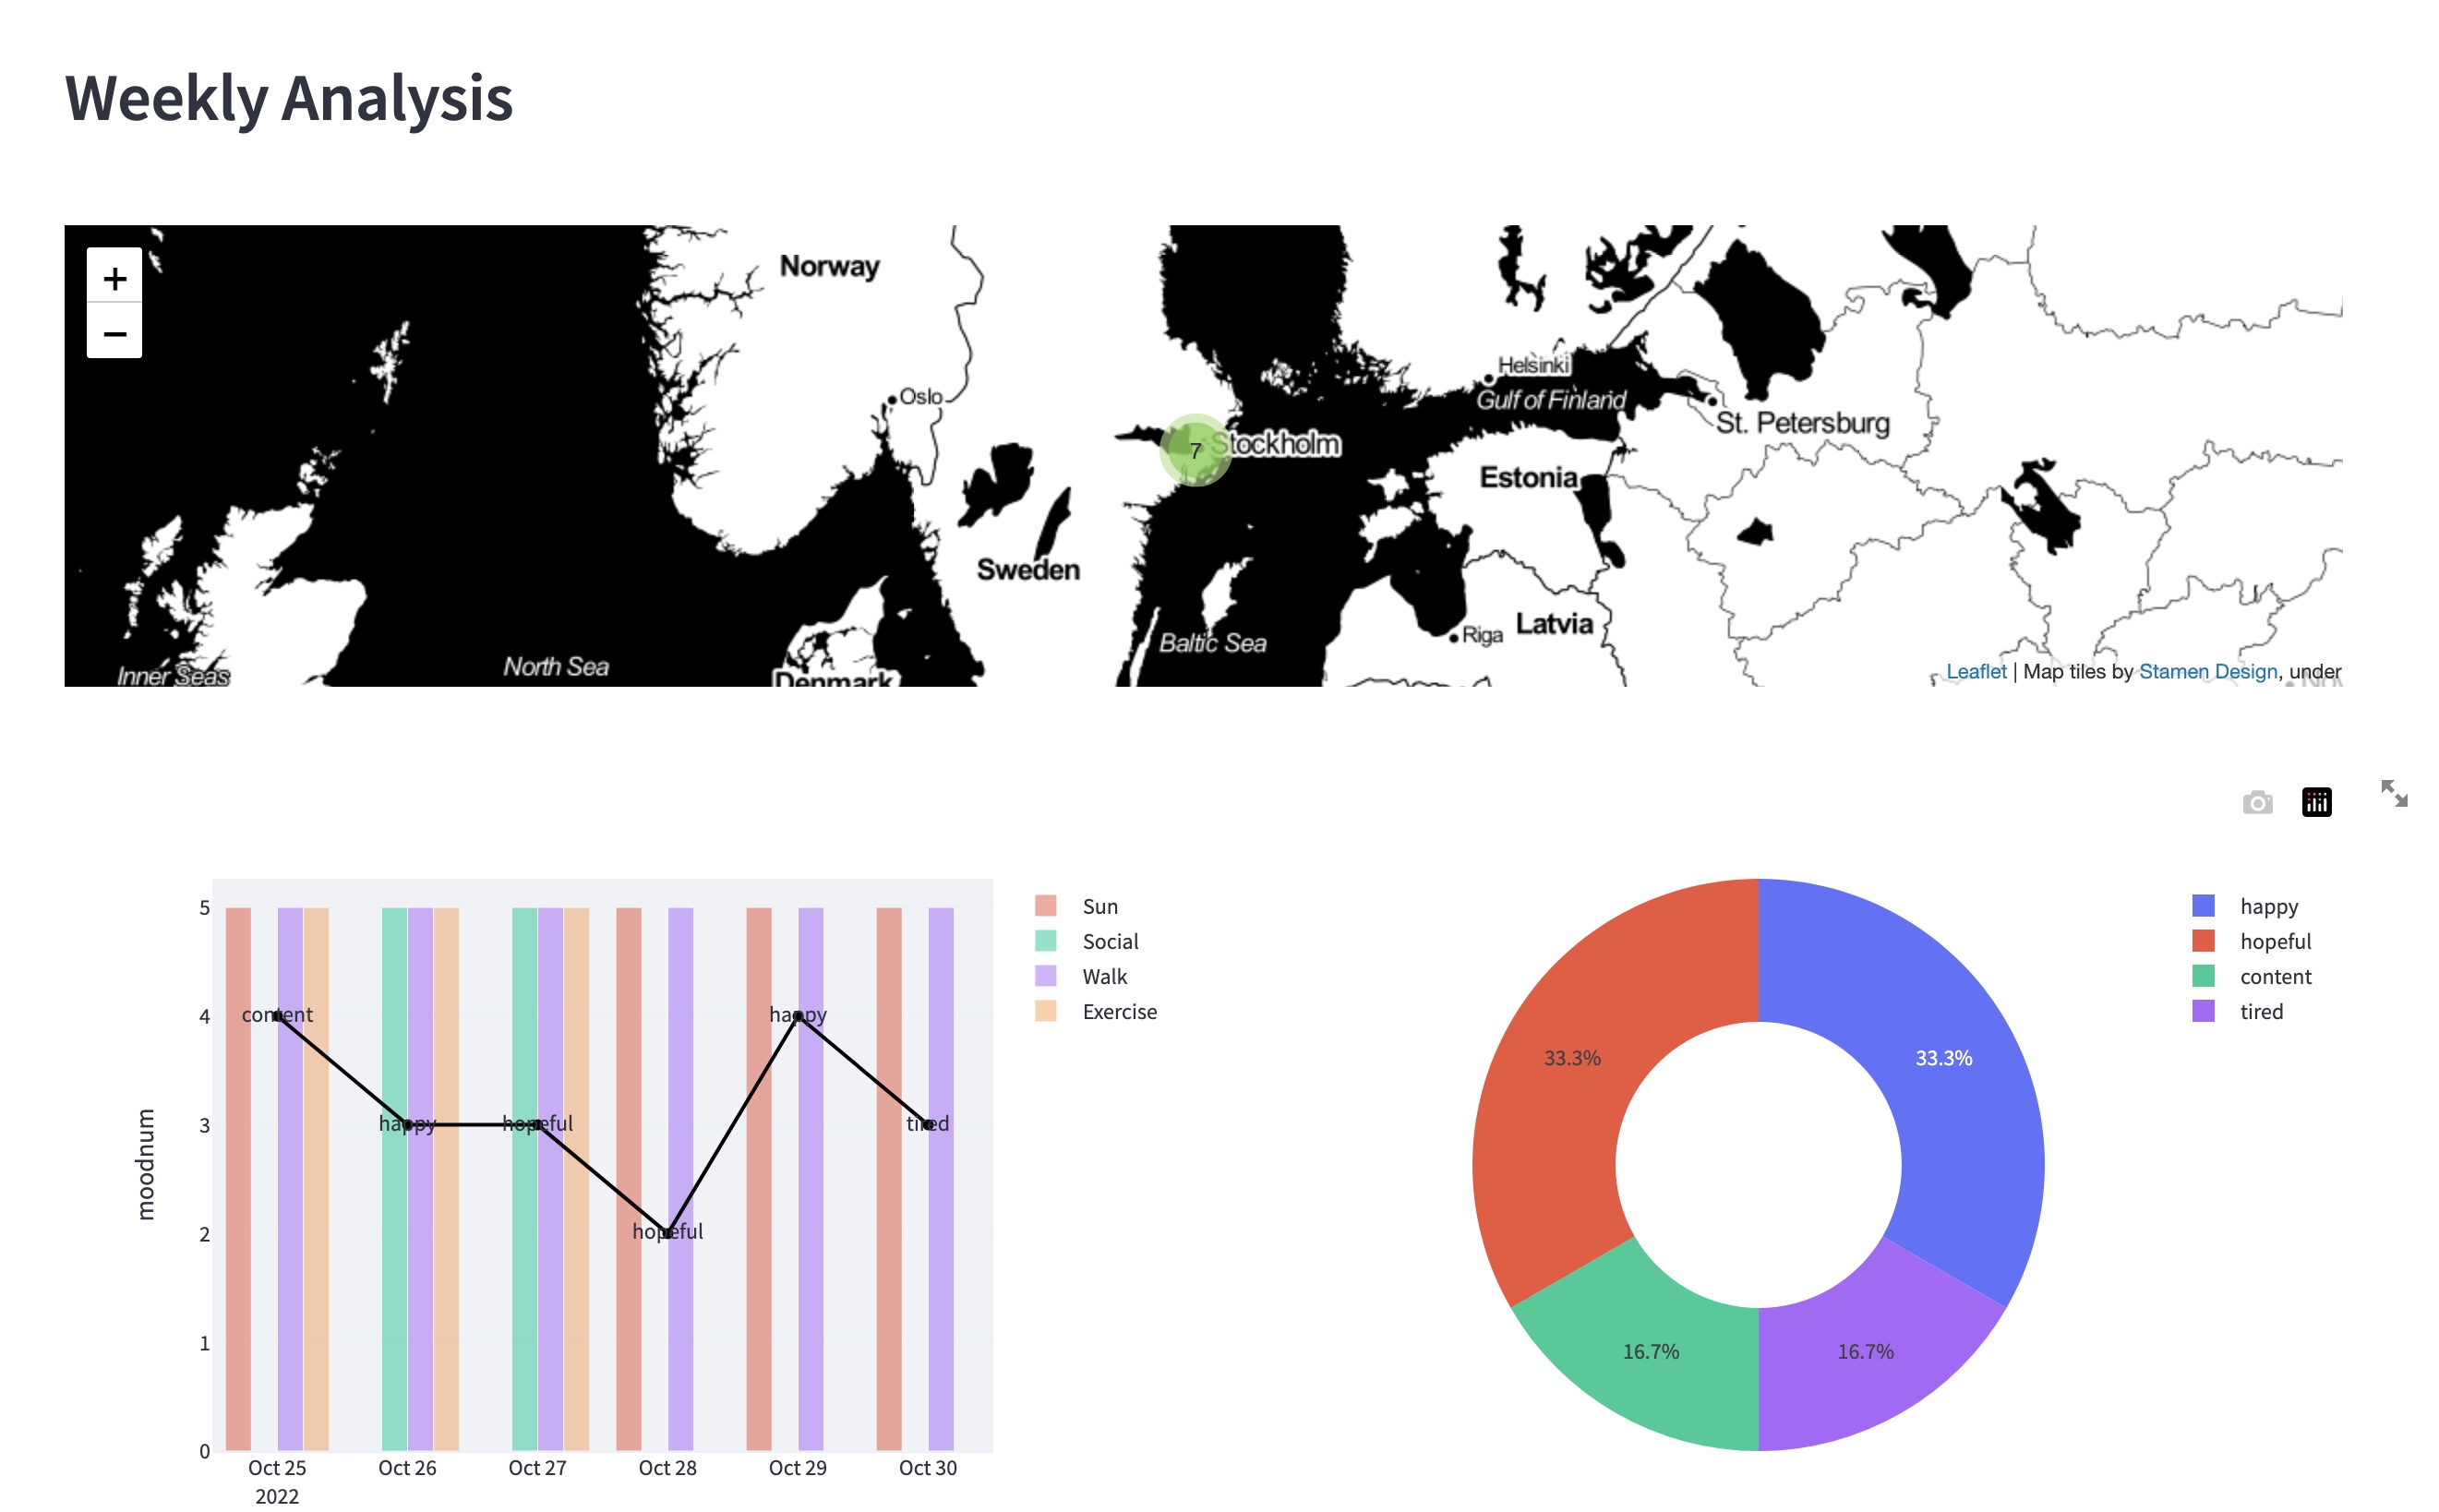 Weekly Analysis
+
−
Norway
Oslo
Helsinki
Gulf of Finland
St. Petersburg
7
Stockholm
Estonia
Sweden
Latvia
Riga
Baltic Sea
North Sea
Inner Seas
Denmark
Leaflet | Map tiles by Stamen Design, under
5
4
3
2
1
0
moodnum
content
happy
hopeful
hopeful
happy
tired
Oct 25
2022
Oct 26
Oct 27
Oct 28
Oct 29
Oct 30
Sun
Social
Walk
Exercise
33.3%
33.3%
16.7%
16.7%
happy
hopeful
content
tired